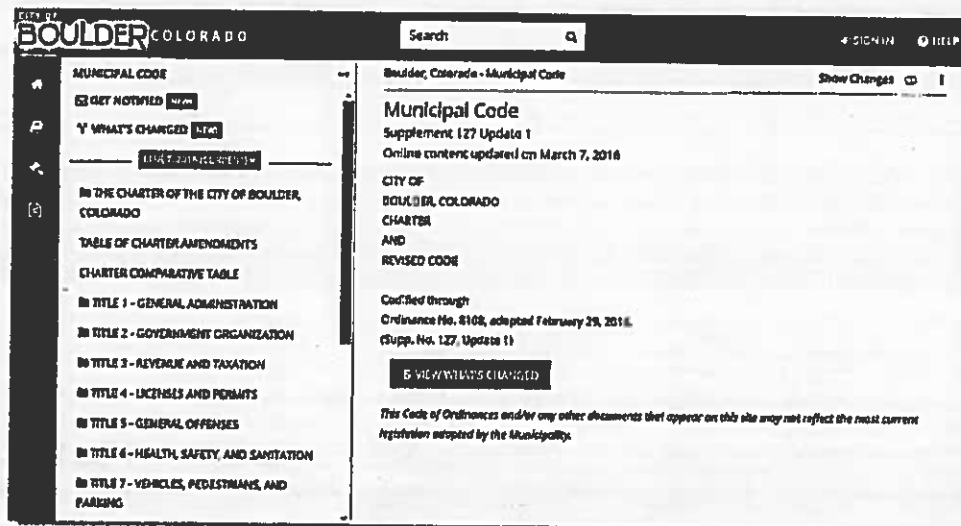 CITY OF
BOULDER COLORADO
Search
SIGN IN
HELP
MUNICIPAL CODE
GET NOTIFIED NEW
WHAT'S CHANGED NEW
THE CHARTER OF THE CITY OF BOULDER,
COLORADO
TABLE OF CHARTER AMENDMENTS
CHARTER COMPARATIVE TABLE
TITLE 1 - GENERAL ADMINISTRATION
TITLE 2 - GOVERNMENT ORGANIZATION
TITLE 3 - REVENUE AND TAXATION
TITLE 4 - LICENSES AND PERMITS
TITLE 5 - GENERAL OFFENSES
TITLE 6 - HEALTH, SAFETY, AND SANITATION
TITLE 7 - VEHICLES, PEDESTRIANS, AND
PARKING
Boulder, Colorado - Municipal Code
Show Changes
Municipal Code
Supplement 127 Update 1
Online content updated on March 7, 2016
CITY OF
BOULDER, COLORADO
CHARTER
AND
REVISED CODE
Codified through
Ordinance No. 8108, adopted February 29, 2016.
(Supp. No. 127, Update 1)
VIEW WHAT'S CHANGED
This Code of Ordinances and/or any other documents that appear on this site may not reflect the most current
legislation adopted by the Municipality.